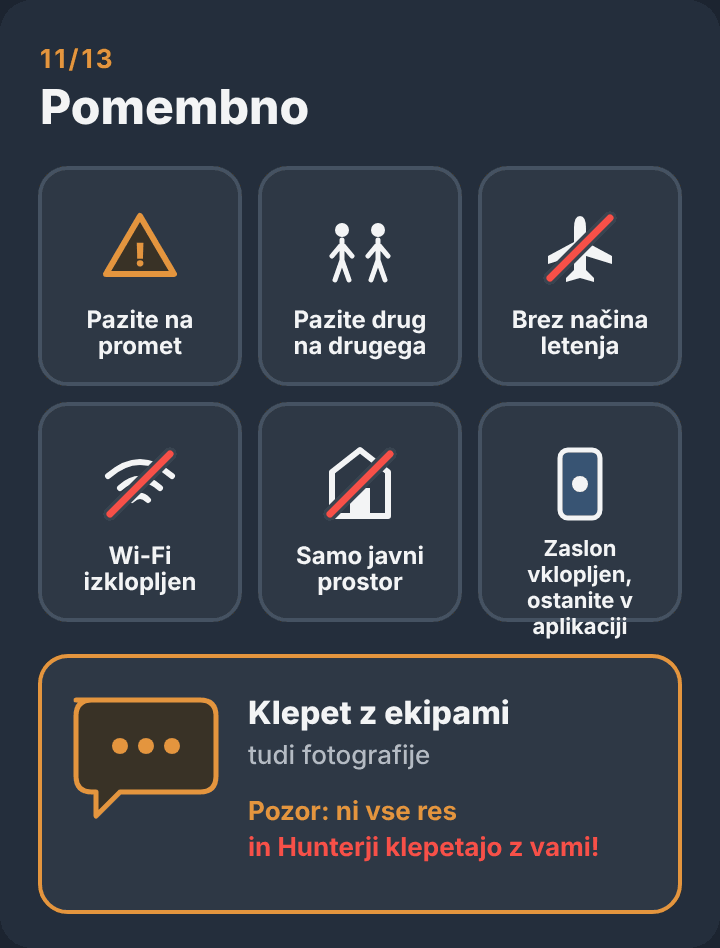 11/13
Pomembno
!
Pazite na
promet
Pazite drug
na drugega
Brez načina
letenja
Wi-Fi
izklopljen
Samo javni
prostor
Zaslon
vklopljen,
ostanite v
aplikaciji
Klepet z ekipami
tudi fotografije
Pozor: ni vse res
in Hunterji klepetajo z vami!